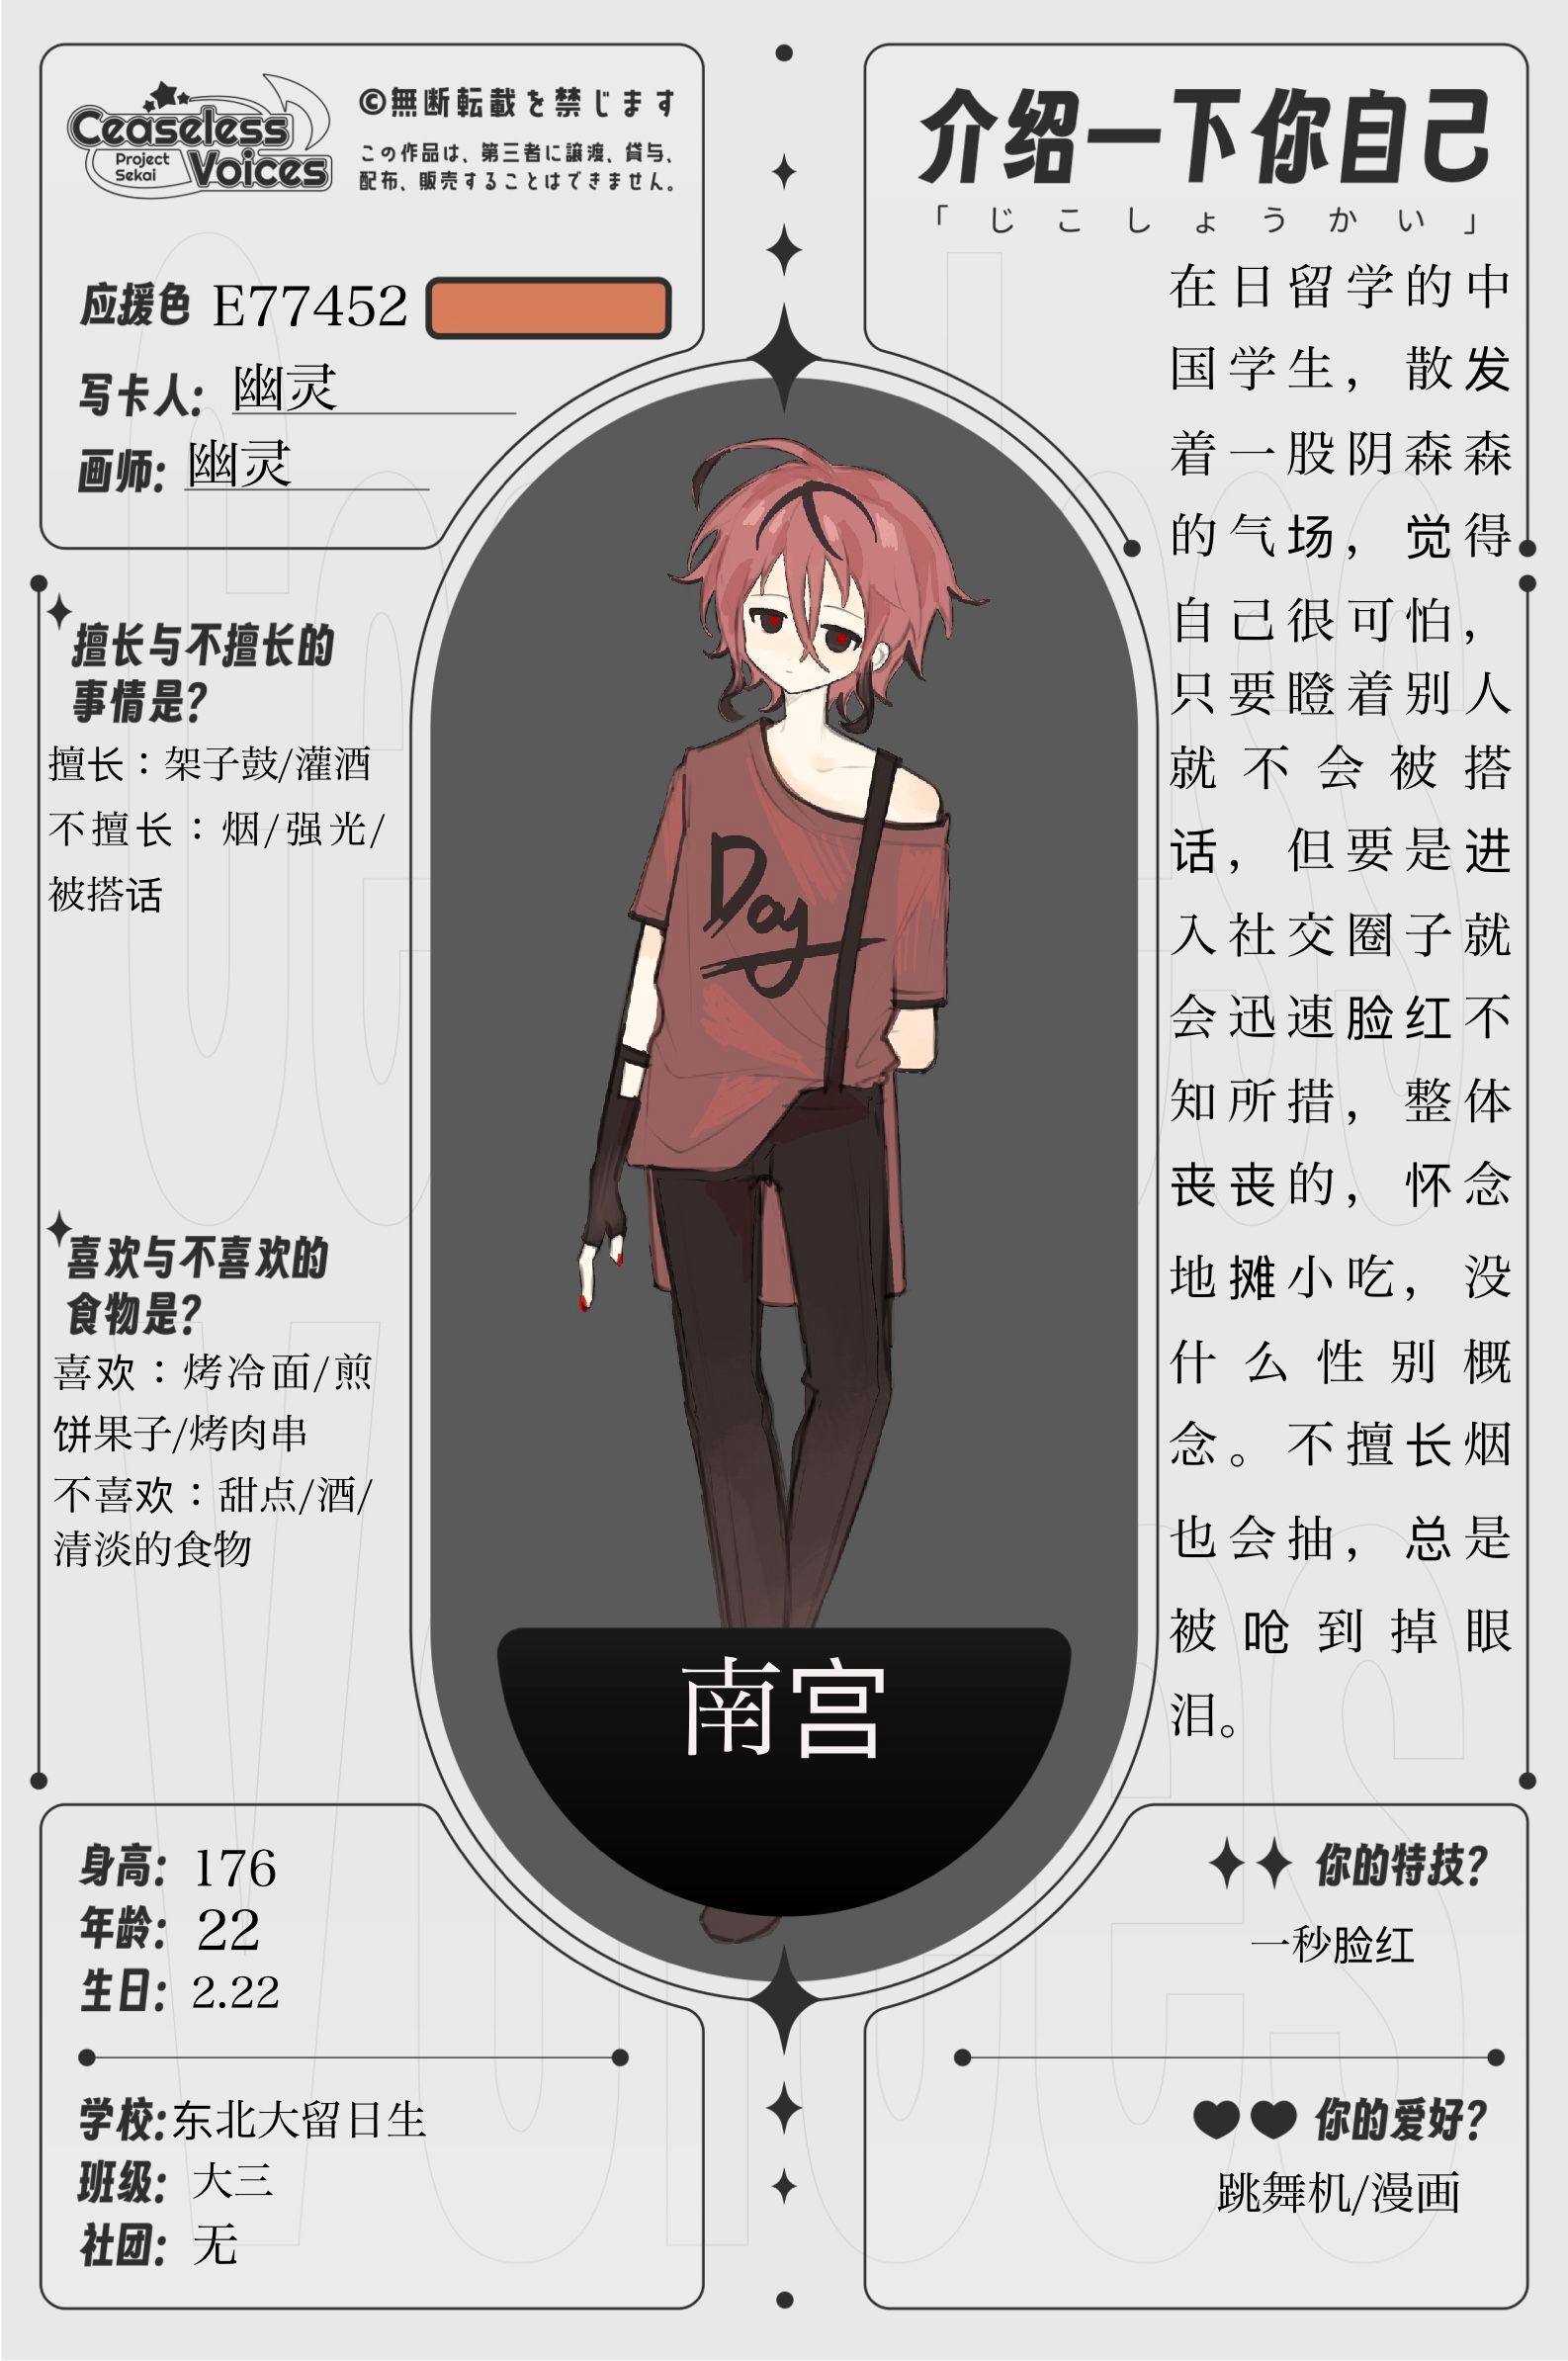 Ceaseless
Project
Sekai
Voices
©無断転載を禁じます
この作品は、第三者に譲渡、貸与、
配布、販売することはできません。
应援色 E77452
写卡人: 幽灵
画师: 幽灵
介绍一下你自己
「じこしょうかい」
在日留学的中
国学生，散发
着一股阴森森
的气场，觉得
自己很可怕，
只要瞪着别人
就不会被搭
话，但要是进
入社交圈子就
会迅速脸红不
知所措，整体
丧丧的，怀念
地摊小吃，没
什么性别概
念。不擅长烟
也会抽，总是
被呛到掉眼
泪。
擅长与不擅长的
事情是?
擅长：架子鼓/灌酒
不擅长：烟/强光/
被搭话
喜欢与不喜欢的
食物是?
喜欢：烤冷面/煎
饼果子/烤肉串
不喜欢：甜点/酒/
清淡的食物
Day
南宫
身高: 176
年龄: 22
生日: 2.22
学校:东北大留日生
班级: 大三
社团: 无
你的特技?
一秒脸红
你的爱好?
跳舞机/漫画